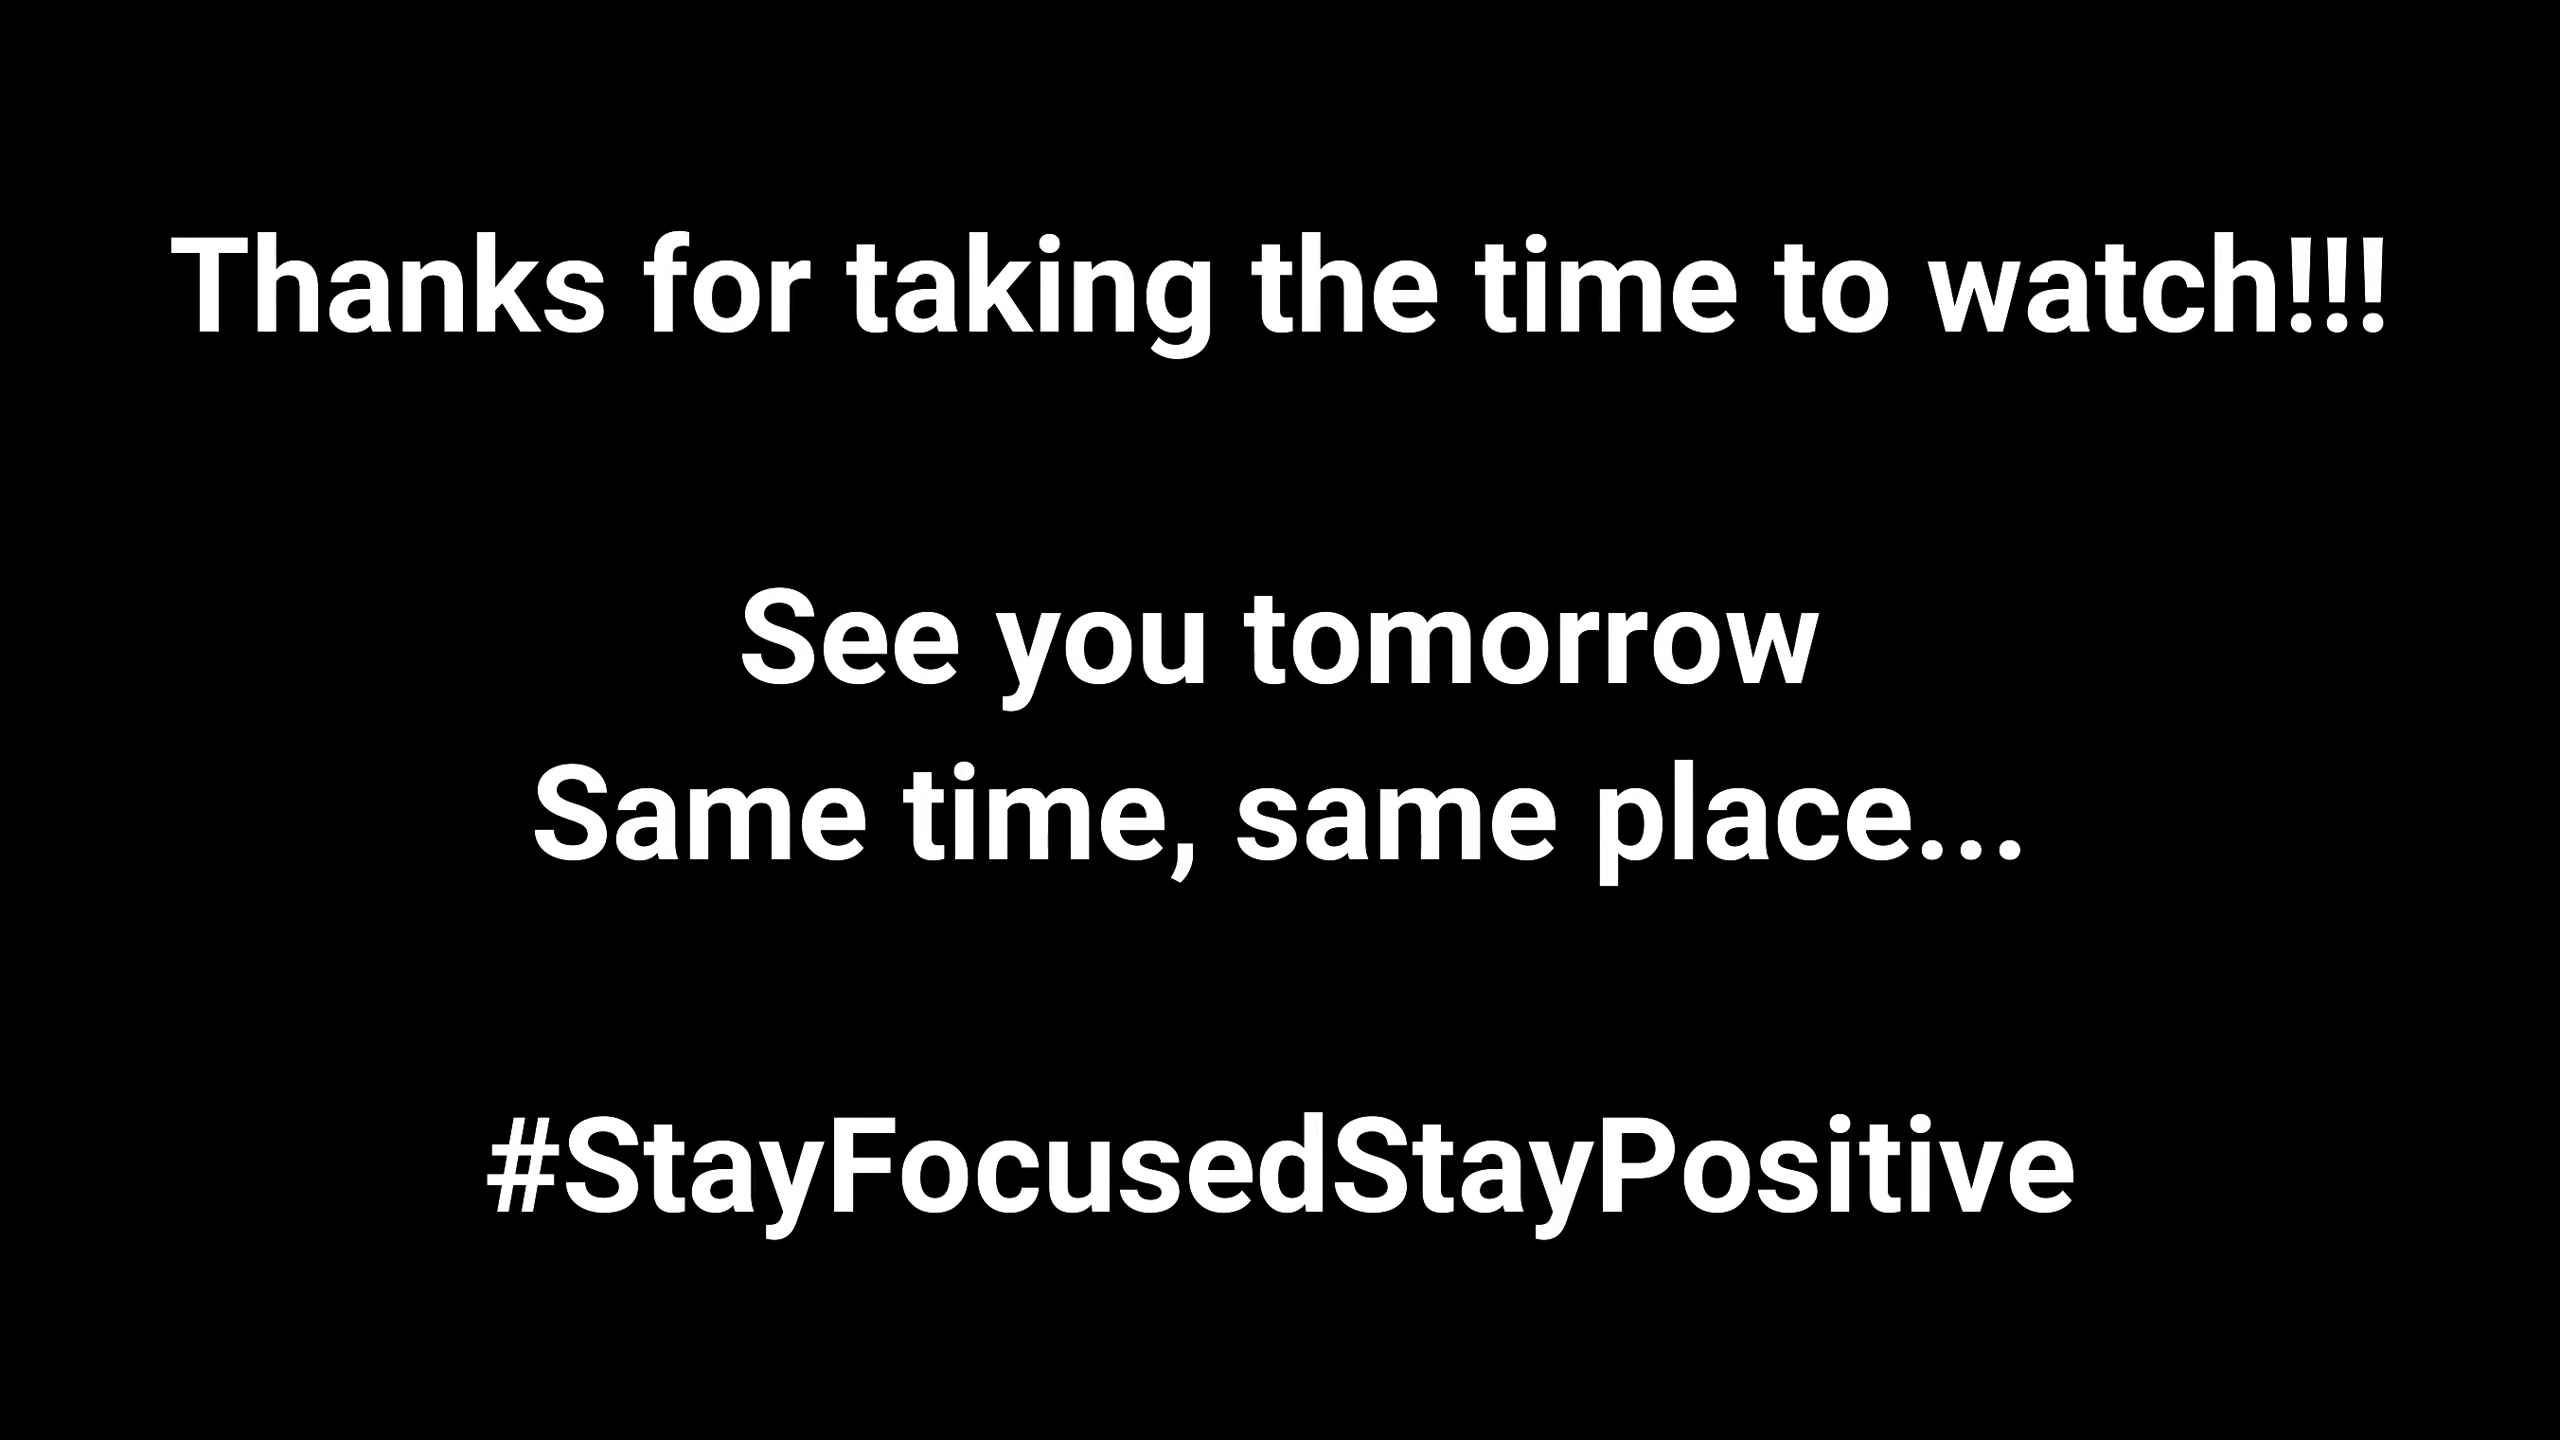 Thanks for taking the time to watch!!!
See you tomorrow
Same time, same place...
#StayFocusedStayPositive